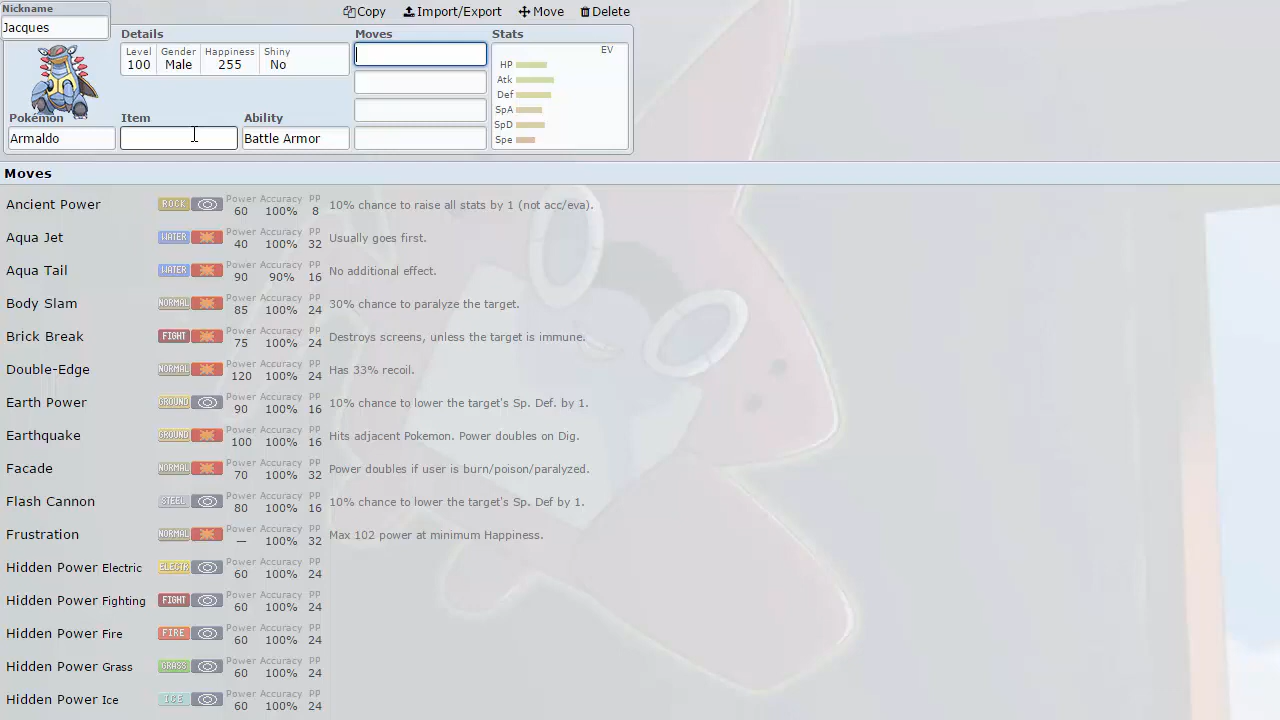 Nickname
Jacques
Copy Import/Export Move Delete
Details
Level Gender Happiness Shiny
100 Male 255 No
Moves
Stats
EV
HP
Atk
Def
SpA
SpD
Spe
Pokémon Item Ability
Armaldo Battle Armor
Moves
Ancient Power ROCK Power 60 Accuracy 100% PP 8 10% chance to raise all stats by 1 (not acc/eva).
Aqua Jet WATER Power 40 Accuracy 100% PP 32 Usually goes first.
Aqua Tail WATER Power 90 Accuracy 90% PP 16 No additional effect.
Body Slam NORMAL Power 85 Accuracy 100% PP 24 30% chance to paralyze the target.
Brick Break FIGHT Power 75 Accuracy 100% PP 24 Destroys screens, unless the target is immune.
Double-Edge NORMAL Power 120 Accuracy 100% PP 24 Has 33% recoil.
Earth Power GROUND Power 90 Accuracy 100% PP 16 10% chance to lower the target's Sp. Def. by 1.
Earthquake GROUND Power 100 Accuracy 100% PP 16 Hits adjacent Pokemon. Power doubles on Dig.
Facade NORMAL Power 70 Accuracy 100% PP 32 Power doubles if user is burn/poison/paralyzed.
Flash Cannon STEEL Power 80 Accuracy 100% PP 16 10% chance to lower the target's Sp. Def by 1.
Frustration NORMAL Power — Accuracy 100% PP 32 Max 102 power at minimum Happiness.
Hidden Power Electric ELECTR Power 60 Accuracy 100% PP 24
Hidden Power Fighting FIGHT Power 60 Accuracy 100% PP 24
Hidden Power Fire FIRE Power 60 Accuracy 100% PP 24
Hidden Power Grass GRASS Power 60 Accuracy 100% PP 24
Hidden Power Ice ICE Power 60 Accuracy 100% PP 24